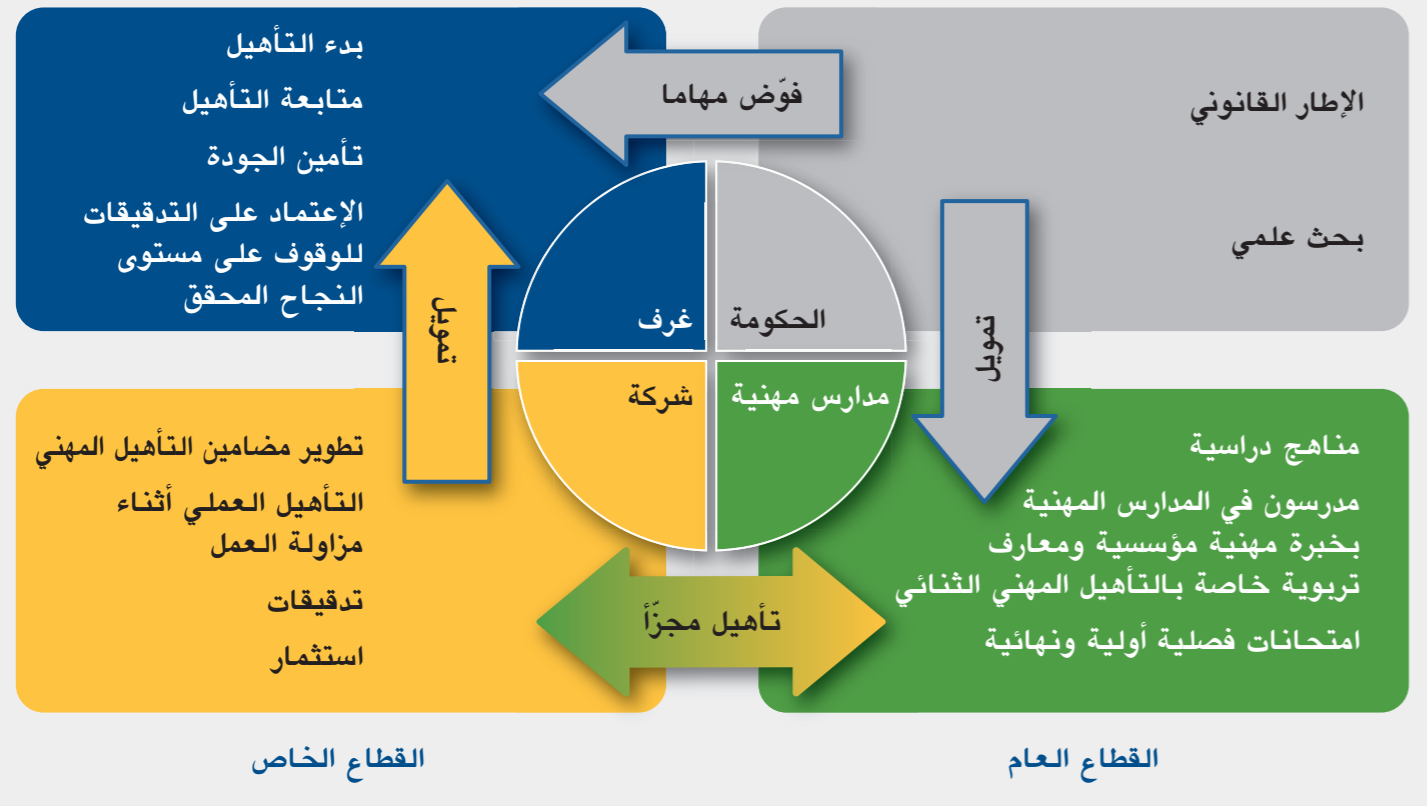 الإطار القانوني
بحث علمي
فوّض مهاما
بدء التأهيل
متابعة التأهيل
تأمين الجودة
الإعتماد على التدقيقات
للوقوف على مستوى
النجاح المحقق
الحكومة
غرف
مدارس مهنية
شركة
تمويل
تمويل
مناهج دراسية
مدرسون في المدارس المهنية
بخبرة مهنية مؤسسية ومعارف
تربوية خاصة بالتأهيل المهني الثنائي
امتحانات فصلية أولية ونهائية
تأهيل مجزّأ
تطوير مضامين التأهيل المهني
التأهيل العملي أثناء
مزاولة العمل
تدقيقات
استثمار
القطاع العام
القطاع الخاص